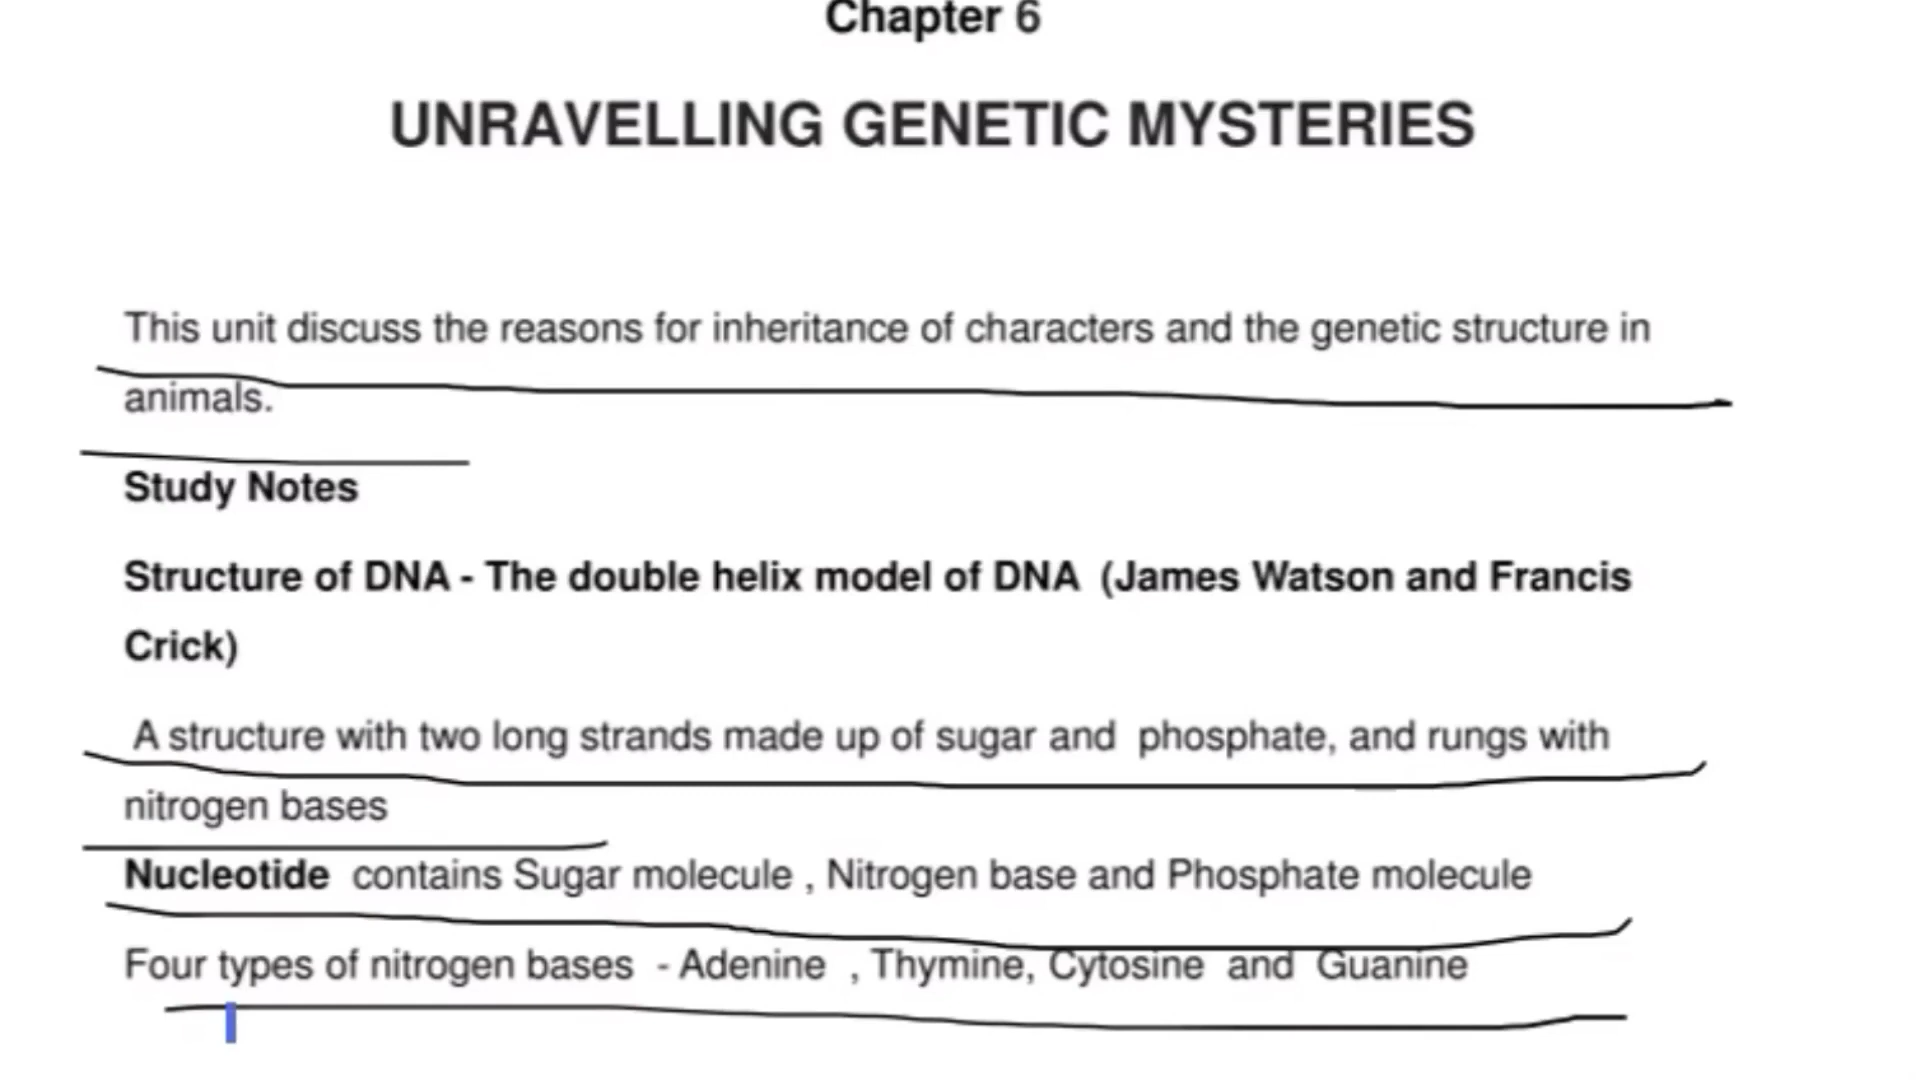 Chapter 6
UNRAVELLING GENETIC MYSTERIES
This unit discuss the reasons for inheritance of characters and the genetic structure in
animals.
Study Notes
Structure of DNA - The double helix model of DNA (James Watson and Francis
Crick)
A structure with two long strands made up of sugar and phosphate, and rungs with
nitrogen bases
Nucleotide contains Sugar molecule , Nitrogen base and Phosphate molecule
Four types of nitrogen bases - Adenine , Thymine, Cytosine and Guanine